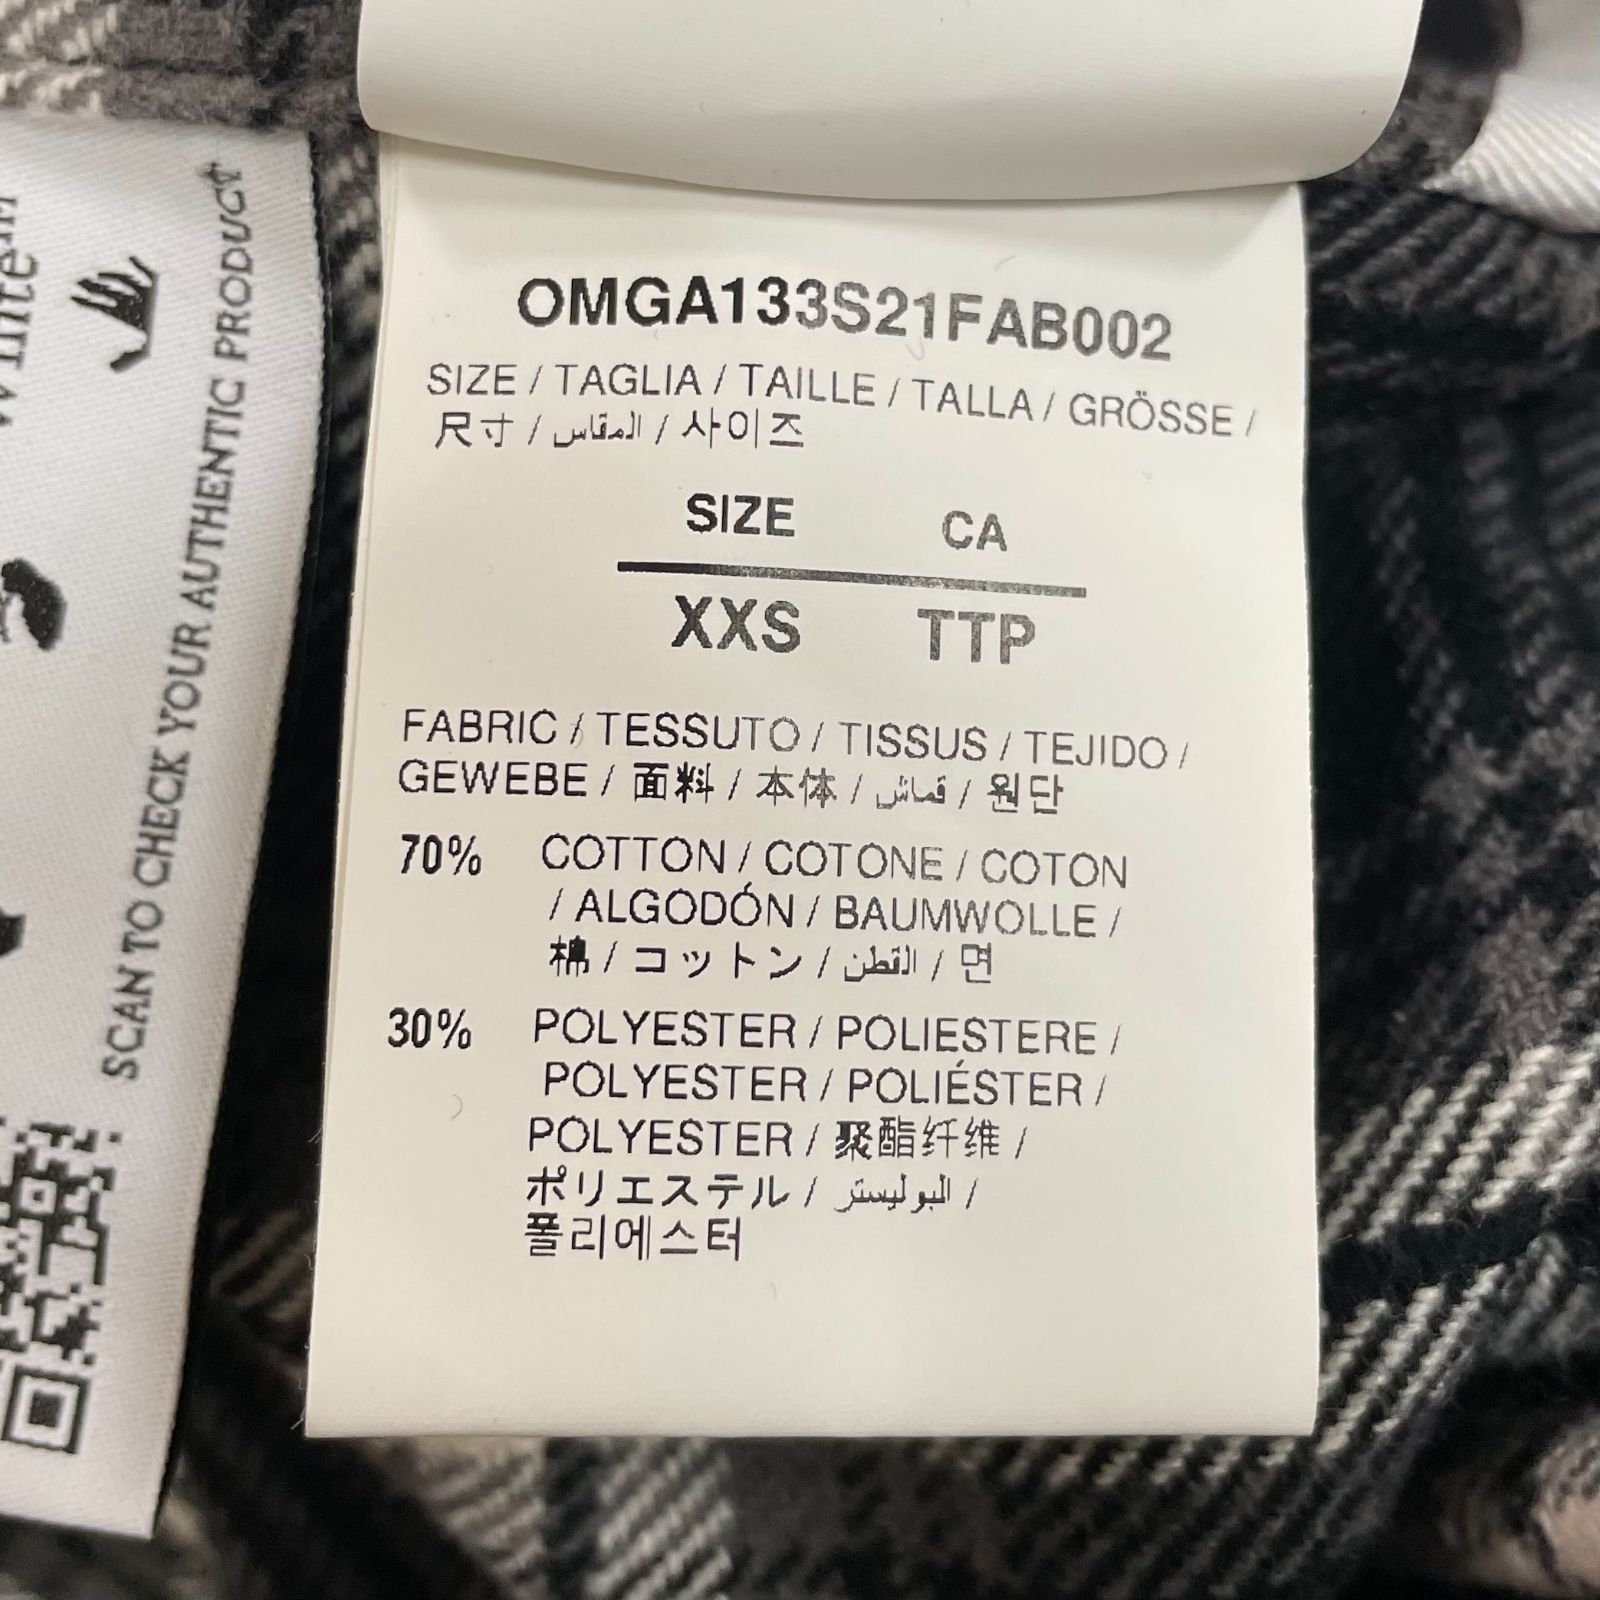 OMGA133S21FAB002
SIZE / TAGLIA / TAILLE / TALLA / GRÖSSE /
尺寸 / المقاس / 사이즈
SIZE CA
XXS TTP
FABRIC / TESSUTO / TISSUS / TEJIDO /
GEWEBE / 面料 / 本体 / قماش / 원단
70% COTTON / COTONE / COTON
/ ALGODÓN / BAUMWOLLE /
棉 / コットン / القطن / 면
30% POLYESTER / POLIESTERE /
POLYESTER / POLIÉSTER /
POLYESTER / 聚酯纤维 /
ポリエステル / البوليستر /
폴리에스터
SCAN TO CHECK YOUR AUTHENTIC PRODUCT